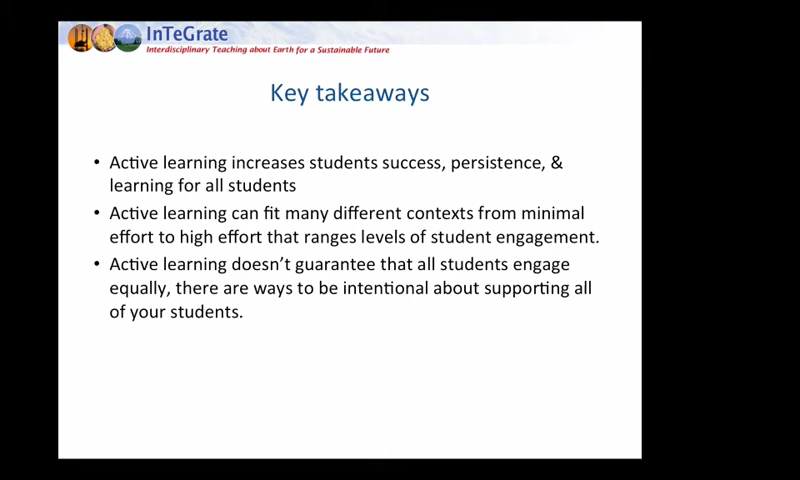 InTeGrate
Interdisciplinary Teaching about Earth for a Sustainable Future
Key takeaways
• Active learning increases students success, persistence, &
learning for all students
• Active learning can fit many different contexts from minimal
effort to high effort that ranges levels of student engagement.
• Active learning doesn't guarantee that all students engage
equally, there are ways to be intentional about supporting all
of your students.